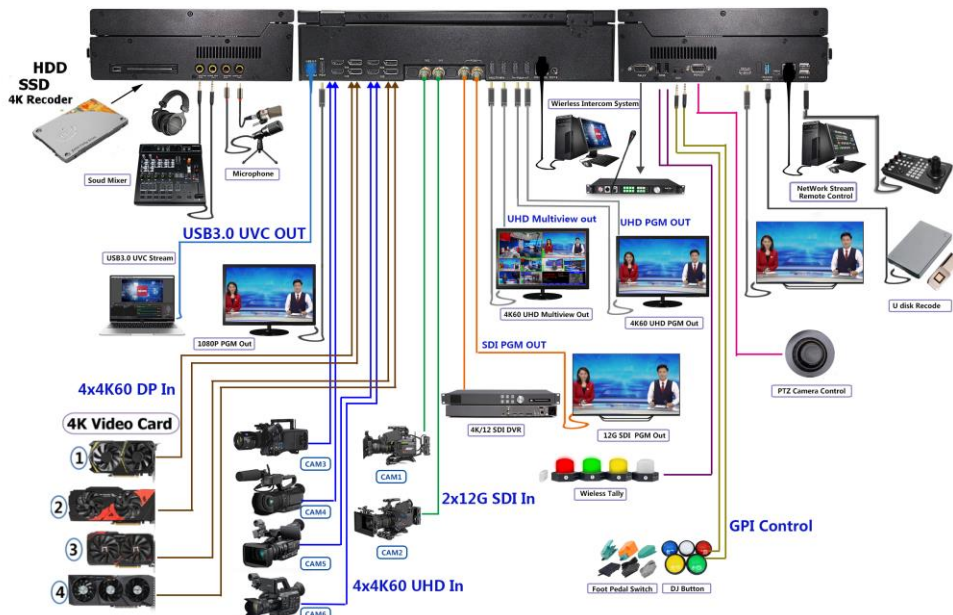 HDD
SSD
4K Recoder
Soud Mixer
Microphone
USB3.0 UVC OUT
USB3.0 UVC Stream
1080P PGM Out
4x4K60 DP In
4K Video Card
1
2
3
4
CAM3
CAM4
CAM5
CAM6
4x4K60 UHD In
CAM1
CAM2
2x12G SDI In
Wierless Intercom System
UHD Multiview out
UHD PGM OUT
4K60 UHD Multiview Out
4K60 UHD PGM Out
SDI PGM OUT
4K/12 SDI DVR
12G SDI PGM Out
Wieless Tally
GPI Control
Foot Pedal Switch
DJ Button
NetWork Stream
Remote Control
U disk Recode
PTZ Camera Control